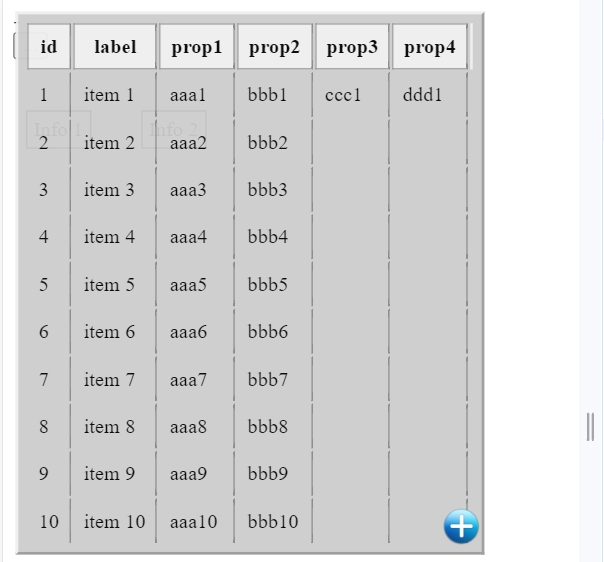 id label prop1 prop2 prop3 prop4
1 item 1 aaa1 bbb1 ccc1 ddd1
Info 1 Info 2
2 item 2 aaa2 bbb2
3 item 3 aaa3 bbb3
4 item 4 aaa4 bbb4
5 item 5 aaa5 bbb5
6 item 6 aaa6 bbb6
7 item 7 aaa7 bbb7
8 item 8 aaa8 bbb8
9 item 9 aaa9 bbb9
10 item 10 aaa10 bbb10